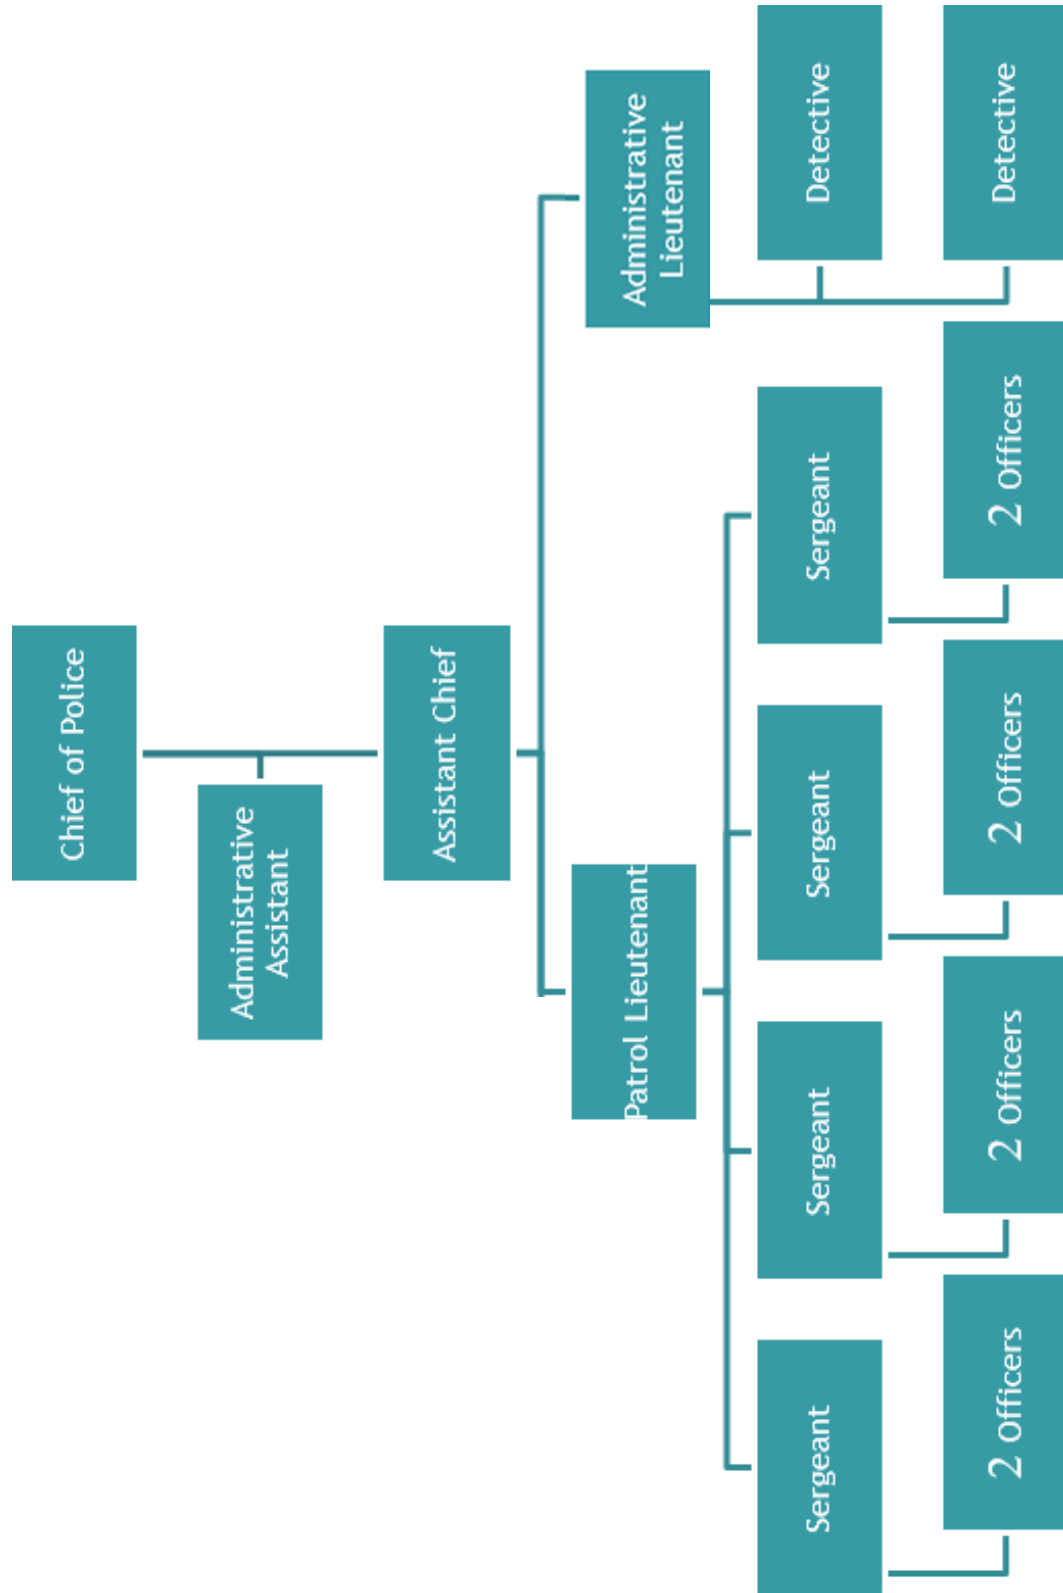 Chief of Police
Administrative
Assistant
Assistant Chief
Patrol Lieutenant
Administrative
Lieutenant
Sergeant
Sergeant
Sergeant
Sergeant
Detective
2 Officers
2 Officers
2 Officers
2 Officers
Detective